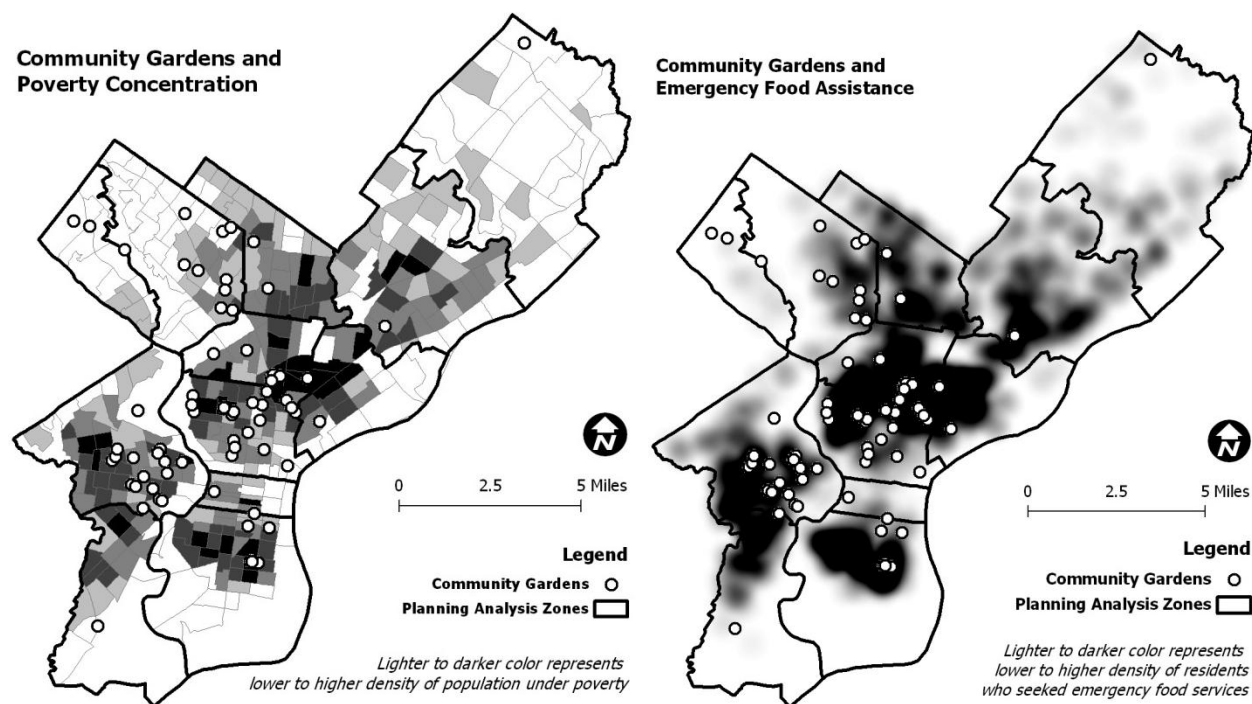 Community Gardens and
Poverty Concentration
N
0
2.5
5 Miles
Legend
Community Gardens
Planning Analysis Zones
Lighter to darker color represents
lower to higher density of population under poverty
Community Gardens and
Emergency Food Assistance
N
0
2.5
5 Miles
Legend
Community Gardens
Planning Analysis Zones
Lighter to darker color represents
lower to higher density of residents
who seeked emergency food services